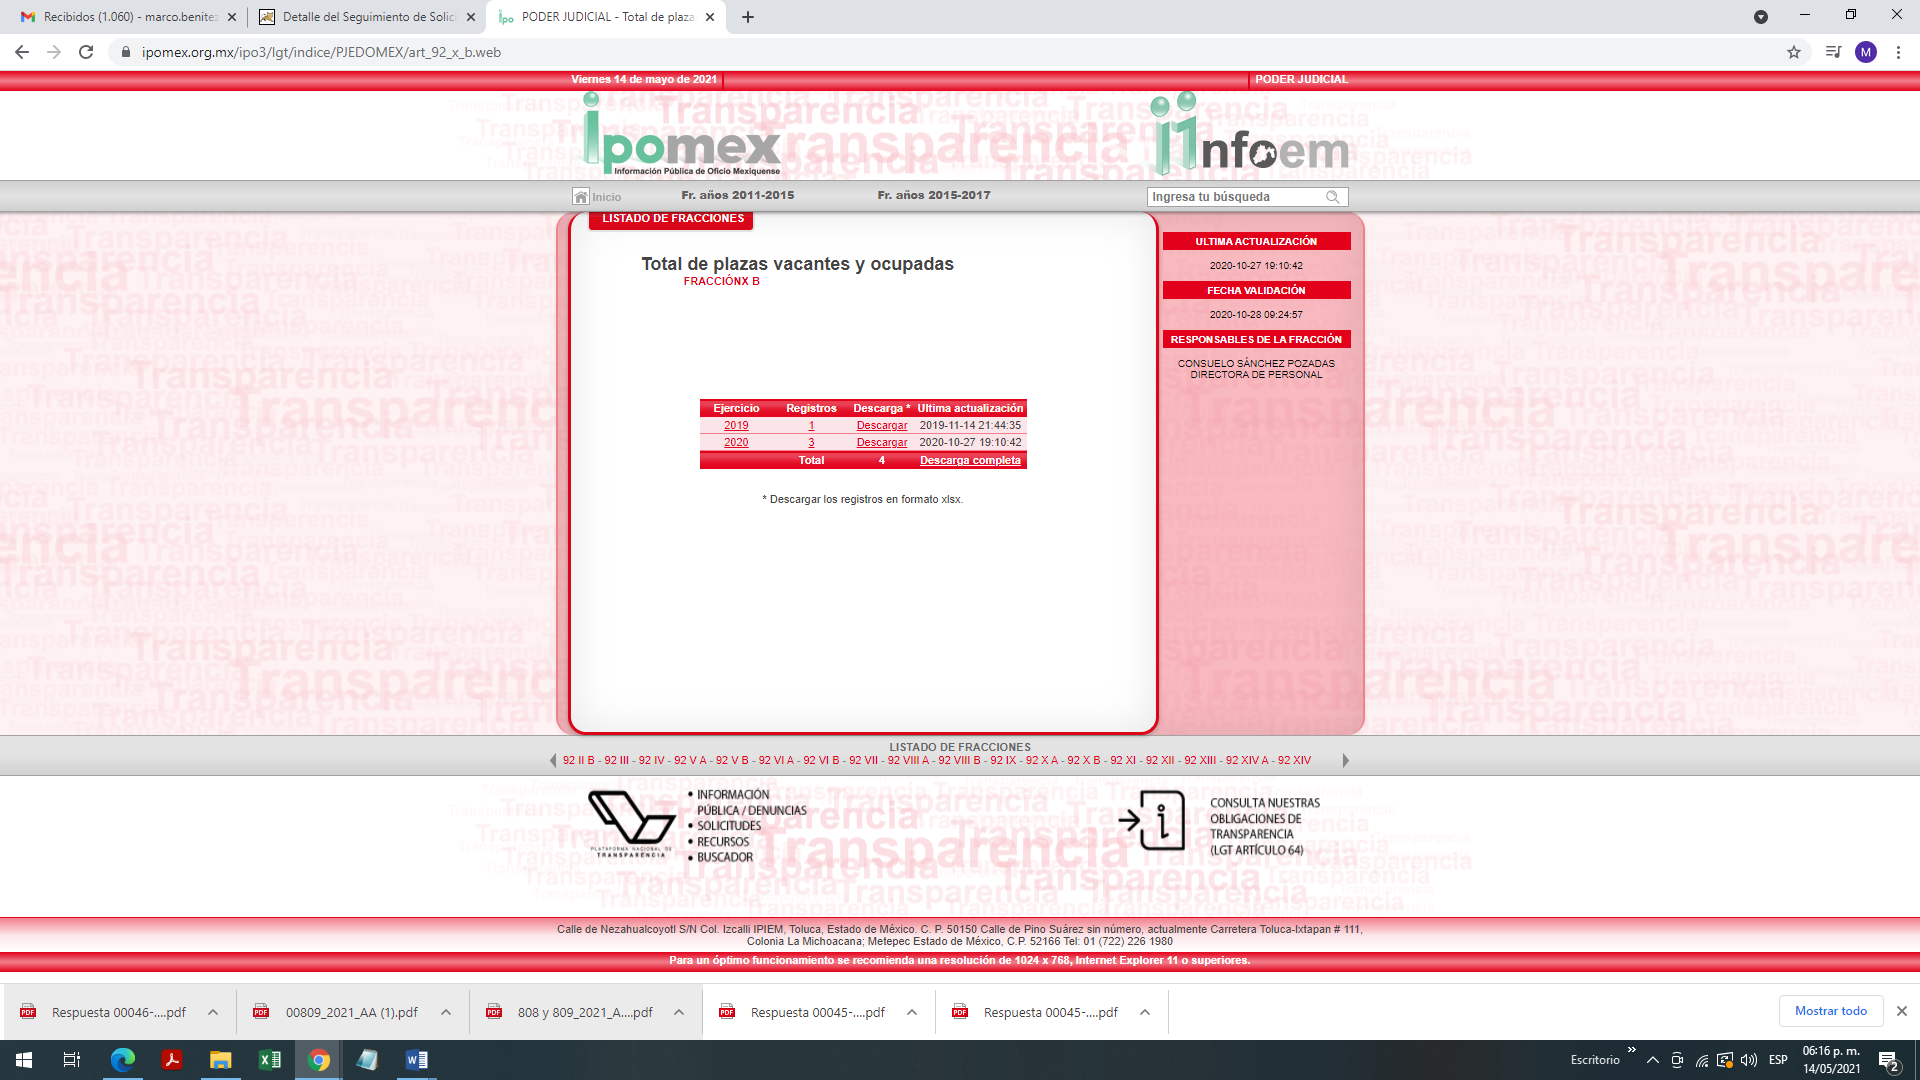 Recibidos (1.060) - marco.benitez
Detalle del Seguimiento de Solici
PODER JUDICIAL - Total de plaza
ipomex.org.mx/ipo3/lgt/indice/PJEDOMEX/art_92_x_b.web
M
Viernes 14 de mayo de 2021
PODER JUDICIAL
ipomex
Información Pública de Oficio Mexiquense
infoem
Inicio
Fr. años 2011-2015
Fr. años 2015-2017
Ingresa tu búsqueda
LISTADO DE FRACCIONES
Total de plazas vacantes y ocupadas
FRACCIÓNX B
Ejercicio Registros Descarga * Ultima actualización
2019 1 Descargar 2019-11-14 21:44:35
2020 3 Descargar 2020-10-27 19:10:42
Total 4 Descarga completa
* Descargar los registros en formato xlsx.
ULTIMA ACTUALIZACIÓN
2020-10-27 19:10:42
FECHA VALIDACIÓN
2020-10-28 09:24:57
RESPONSABLES DE LA FRACCIÓN
CONSUELO SÁNCHEZ POZADAS
DIRECTORA DE PERSONAL
LISTADO DE FRACCIONES
92 II B - 92 III - 92 IV - 92 V A - 92 V B - 92 VI A - 92 VI B - 92 VII - 92 VIII A - 92 VIII B - 92 IX - 92 X A - 92 X B - 92 XI - 92 XII - 92 XIII - 92 XIV A - 92 XIV
PLATAFORMA NACIONAL DE
TRANSPARENCIA
• INFORMACIÓN
PÚBLICA / DENUNCIAS
• SOLICITUDES
• RECURSOS
• BUSCADOR
CONSULTA NUESTRAS
OBLIGACIONES DE
TRANSPARENCIA
(LGT ARTÍCULO 64)
Calle de Nezahualcoyotl S/N Col. Izcalli IPIEM, Toluca, Estado de México. C. P. 50150 Calle de Pino Suárez sin número, actualmente Carretera Toluca-Ixtapan # 111,
Colonia La Michoacana; Metepec Estado de México, C.P. 52166 Tel: 01 (722) 226 1980
Para un óptimo funcionamiento se recomienda una resolución de 1024 x 768, Internet Explorer 11 o superiores.
Respuesta 00046-....pdf
00809_2021_AA (1).pdf
808 y 809_2021_A....pdf
Respuesta 00045-....pdf
Respuesta 00045-....pdf
Mostrar todo
Escritorio
ESP
06:16 p. m.
14/05/2021
2